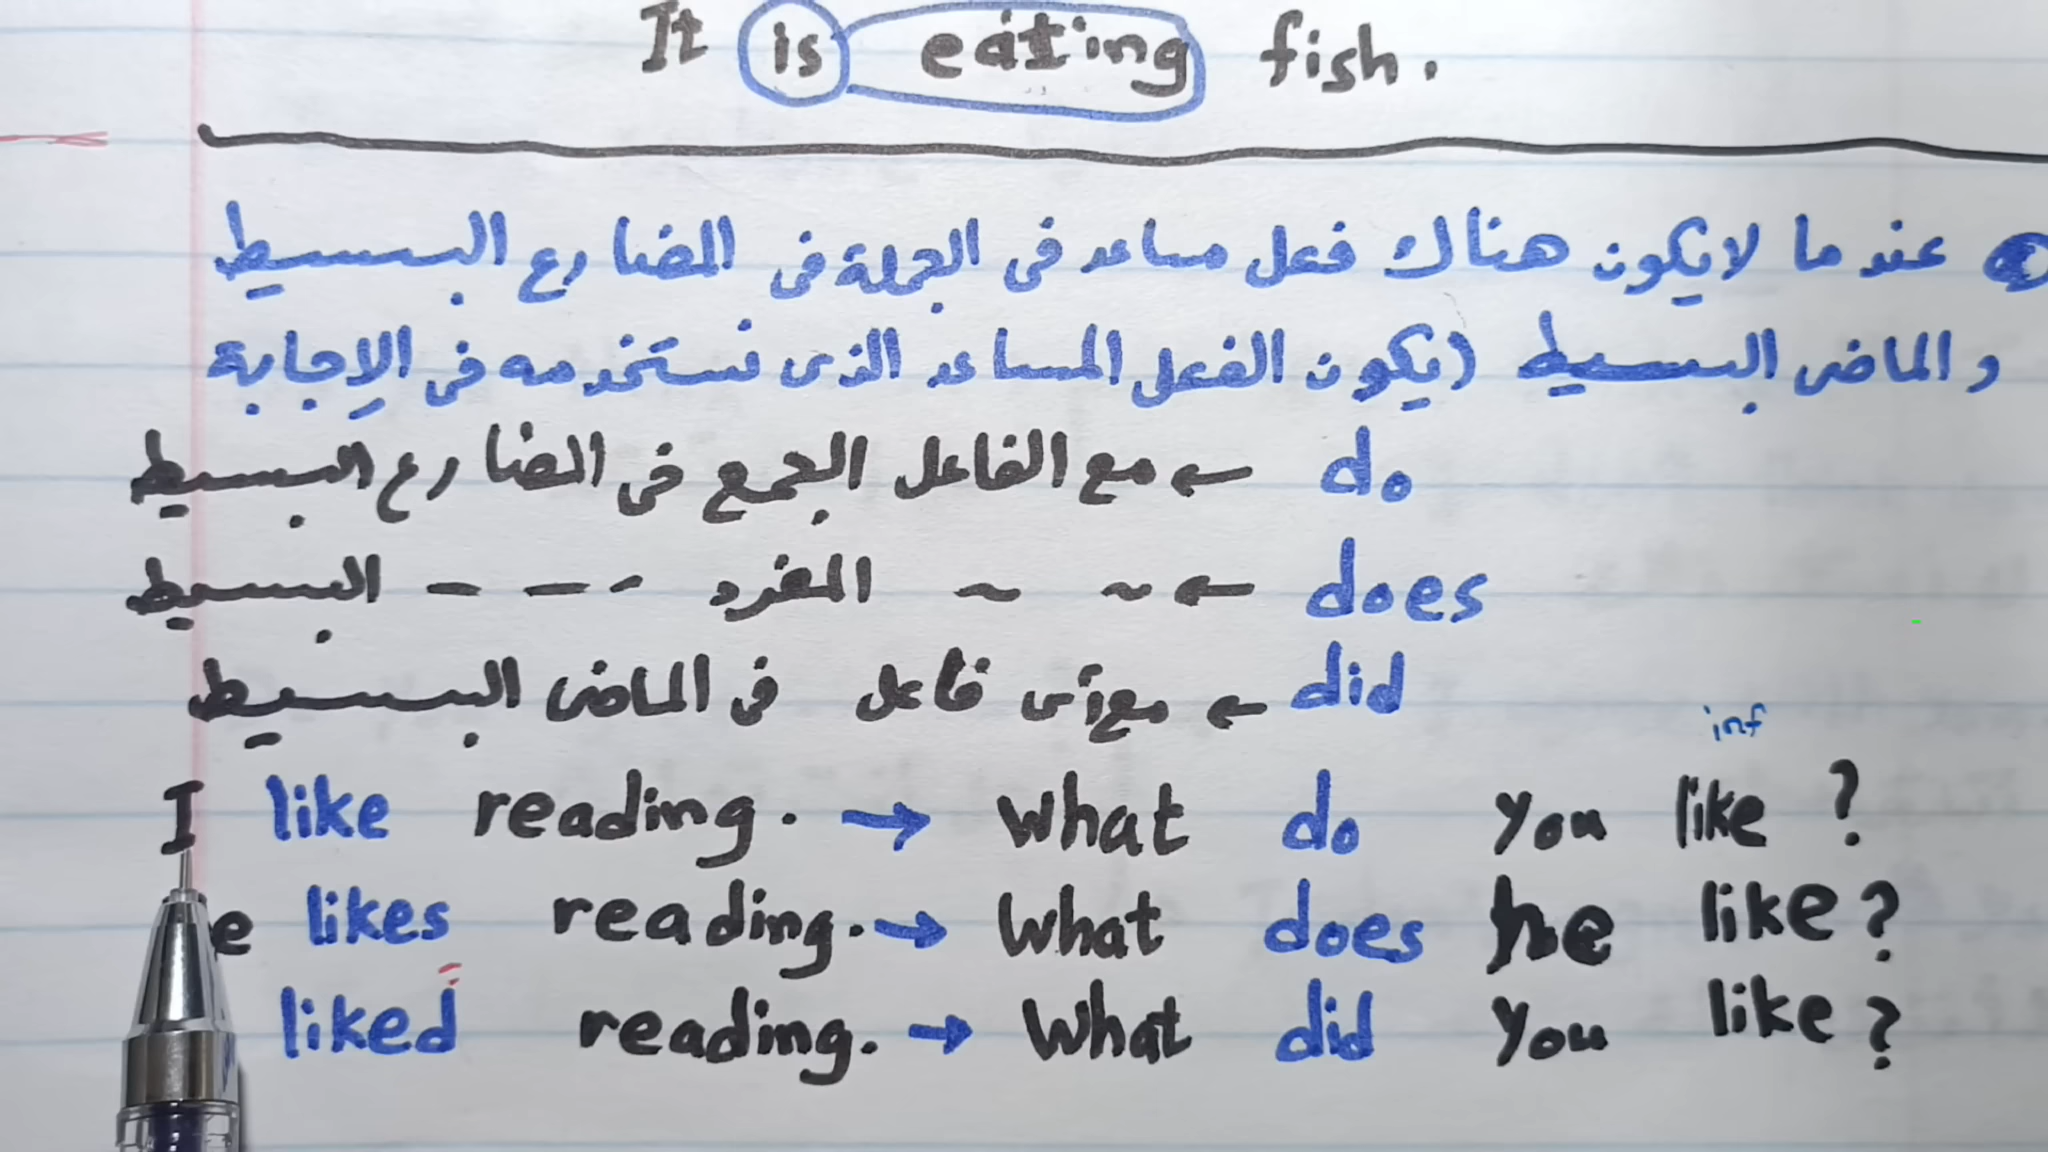 It is eating fish.
عندما لا يكون هناك فعل مساعد فى الجملة فى المضارع البسيط
والماضى البسيط (يكون الفعل المساعد الذى نستخدمه فى الإجابة
do ← مع الفاعل الجمع فى المضارع البسيط
does ← ~ ~ المفرد - - - البسيط
did ← مع أى فاعل فى الماضى البسيط
inf
I like reading. → What do you like ?
e likes reading. → What does he like ?
liked reading. → What did you like ?